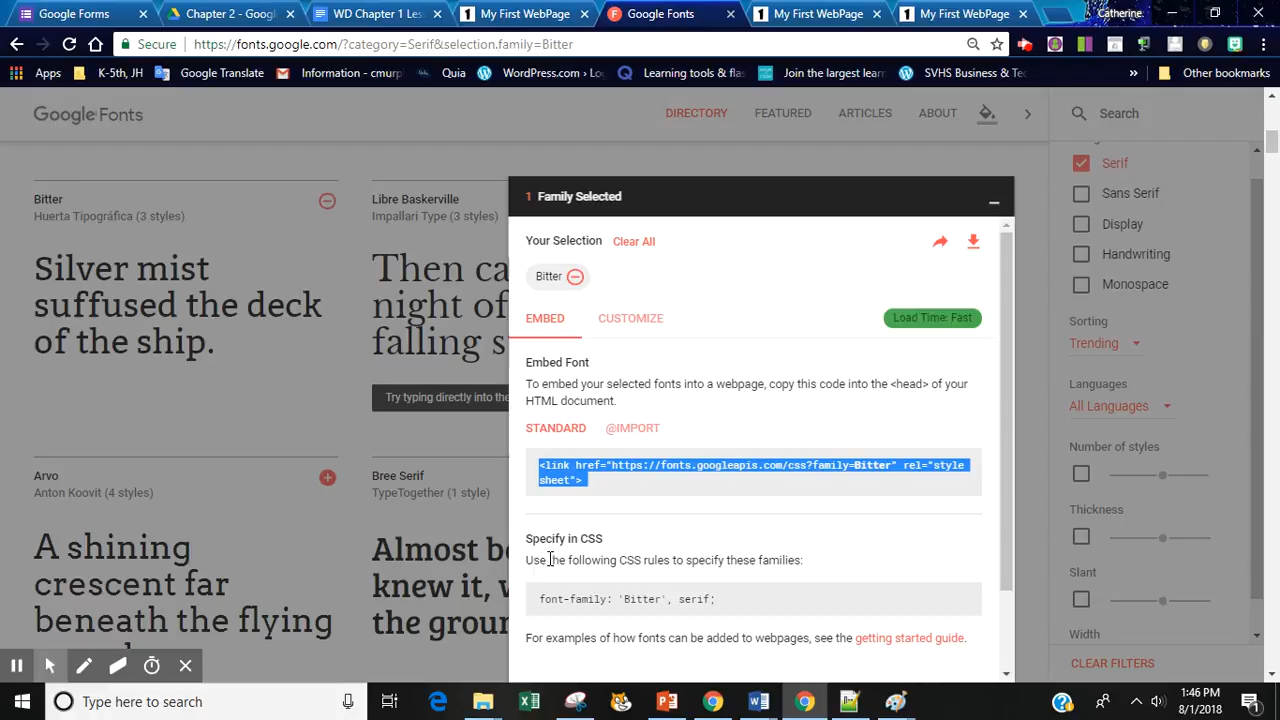 Google Forms
Chapter 2 - Googl
WD Chapter 1 Less
My First WebPage
Google Fonts
My First WebPage
My First WebPage
Catherine
Secure
https://fonts.google.com/?category=Serif&selection.family=Bitter
Apps
K-5th, JH
Google Translate
Information - cmurp
Quia
WordPress.com › Lo
Learning tools & flas
Join the largest lear
SVHS Business & Tec
»
Other bookmarks
Google Fonts
DIRECTORY
FEATURED
ARTICLES
ABOUT
Search
Bitter
Huerta Tipográfica (3 styles)
Silver mist
suffused the deck
of the ship.
Libre Baskerville
Impallari Type (3 styles)
Then ca
night of
falling s
Try typing directly into the
Arvo
Anton Koovit (4 styles)
A shining
crescent far
beneath the flying
Bree Serif
TypeTogether (1 style)
Almost b
knew it, w
the groun
1 Family Selected
Your Selection
Clear All
Bitter
EMBED
CUSTOMIZE
Load Time: Fast
Embed Font
To embed your selected fonts into a webpage, copy this code into the <head> of your
HTML document.
STANDARD
@IMPORT
<link href="https://fonts.googleapis.com/css?family=Bitter" rel="style
sheet">
Specify in CSS
Use the following CSS rules to specify these families:
font-family: 'Bitter', serif;
For examples of how fonts can be added to webpages, see the getting started guide.
Serif
Sans Serif
Display
Handwriting
Monospace
Sorting
Trending
Languages
All Languages
Number of styles
Thickness
Slant
Width
CLEAR FILTERS
Type here to search
1:46 PM
8/1/2018